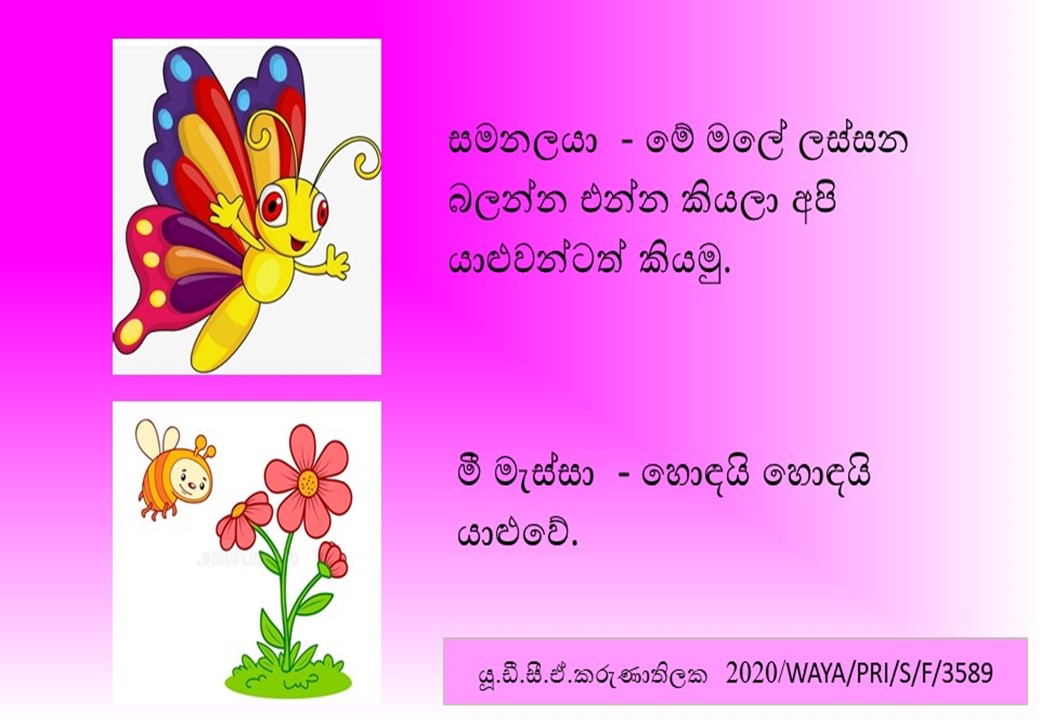 සමනලයා - මේ මලේ ලස්සන
බලන්න එන්න කියලා අපි
යාළුවන්ටත් කියමු.
මී මැස්සා - හොඳයි හොඳයි
යාළුවේ.
යූ.ඩී.සී.ඒ.කරුණාතිලක 2020/WAYA/PRI/S/F/3589